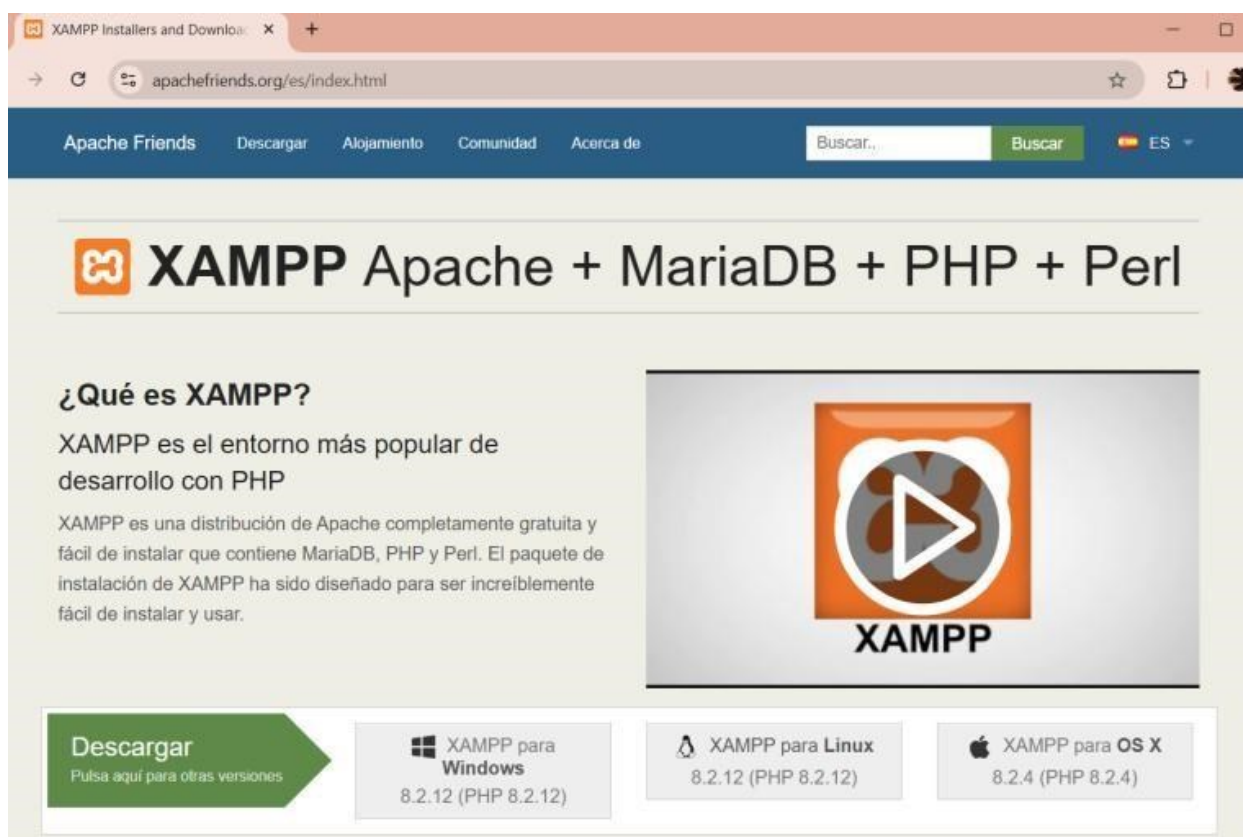 XAMPP Installers and Downloa
apachefriends.org/es/index.html
Apache Friends Descargar Alojamiento Comunidad Acerca de Buscar.. Buscar ES
XAMPP Apache + MariaDB + PHP + Perl
¿Qué es XAMPP?
XAMPP es el entorno más popular de
desarrollo con PHP
XAMPP es una distribución de Apache completamente gratuita y
fácil de instalar que contiene MariaDB, PHP y Perl. El paquete de
instalación de XAMPP ha sido diseñado para ser increíblemente
fácil de instalar y usar.
XAMPP
Descargar
Pulsa aquí para otras versiones
XAMPP para
Windows
8.2.12 (PHP 8.2.12)
XAMPP para Linux
8.2.12 (PHP 8.2.12)
XAMPP para OS X
8.2.4 (PHP 8.2.4)